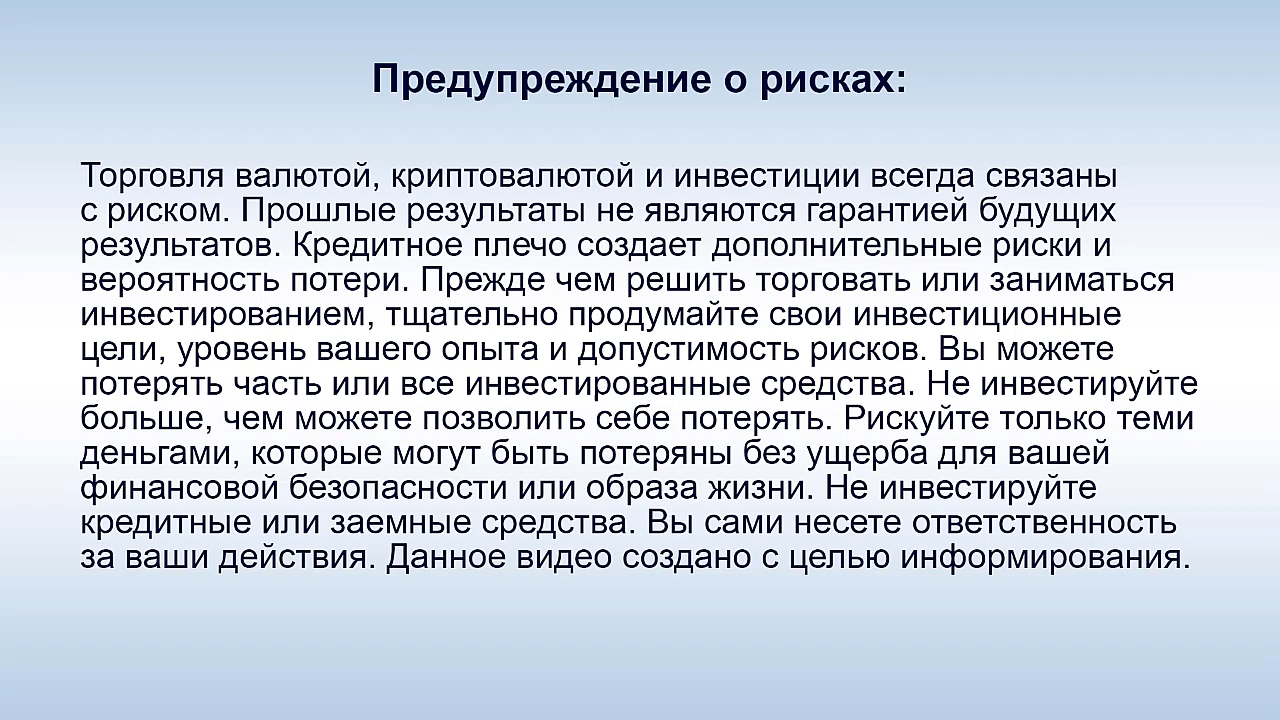 Предупреждение о рисках:
Торговля валютой, криптовалютой и инвестиции всегда связаны
с риском. Прошлые результаты не являются гарантией будущих
результатов. Кредитное плечо создает дополнительные риски и
вероятность потери. Прежде чем решить торговать или заниматься
инвестированием, тщательно продумайте свои инвестиционные
цели, уровень вашего опыта и допустимость рисков. Вы можете
потерять часть или все инвестированные средства. Не инвестируйте
больше, чем можете позволить себе потерять. Рискуйте только теми
деньгами, которые могут быть потеряны без ущерба для вашей
финансовой безопасности или образа жизни. Не инвестируйте
кредитные или заемные средства. Вы сами несете ответственность
за ваши действия. Данное видео создано с целью информирования.